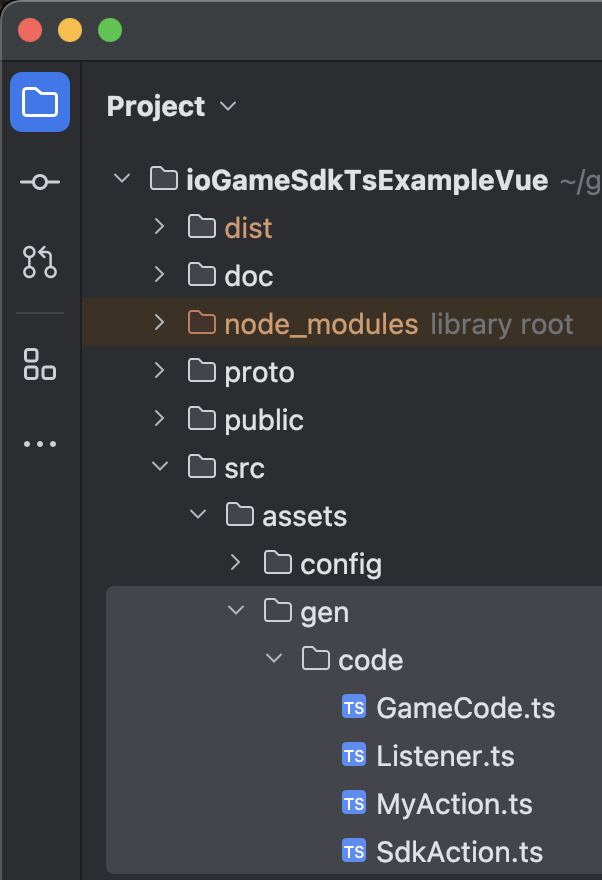 Project
ioGameSdkTsExampleVue ~/g
dist
doc
node_modules library root
proto
public
src
assets
config
gen
code
TS GameCode.ts
TS Listener.ts
TS MyAction.ts
TS SdkAction.ts